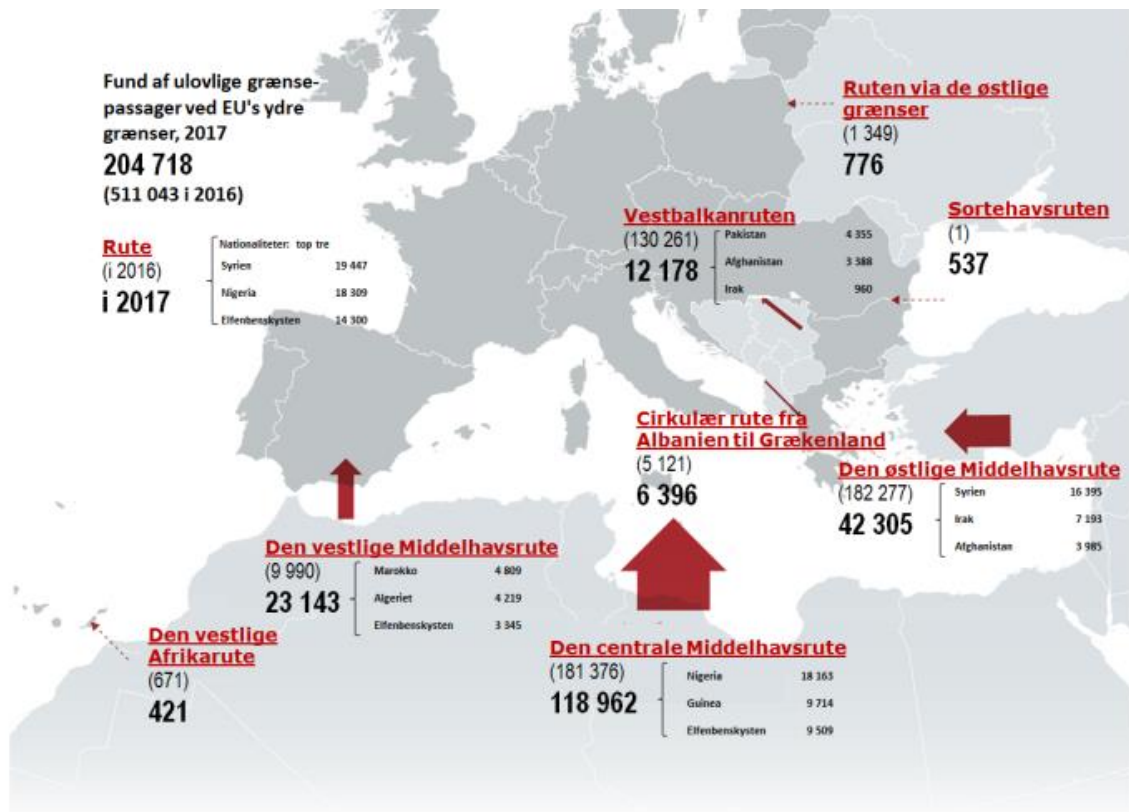 Fund af ulovlige grænse-
passager ved EU's ydre
grænser, 2017
204 718
(511 043 i 2016)
Rute
(i 2016)
i 2017
Nationaliteter: top tre
Syrien 19 447
Nigeria 18 309
Elfenbenskysten 14 300
Ruten via de østlige
grænser
(1 349)
776
Vestbalkanruten
(130 261)
12 178
Pakistan 4 355
Afghanistan 3 388
Irak 960
Sortehavsruten
(1)
537
Cirkulær rute fra
Albanien til Grækenland
(5 121)
6 396
Den østlige Middelhavsrute
(182 277)
42 305
Syrien 16 395
Irak 7 193
Afghanistan 3 985
Den vestlige Middelhavsrute
(9 990)
23 143
Marokko 4 809
Algeriet 4 219
Elfenbenskysten 3 345
Den vestlige
Afrikarute
(671)
421
Den centrale Middelhavsrute
(181 376)
118 962
Nigeria 18 163
Guinea 9 714
Elfenbenskysten 9 509